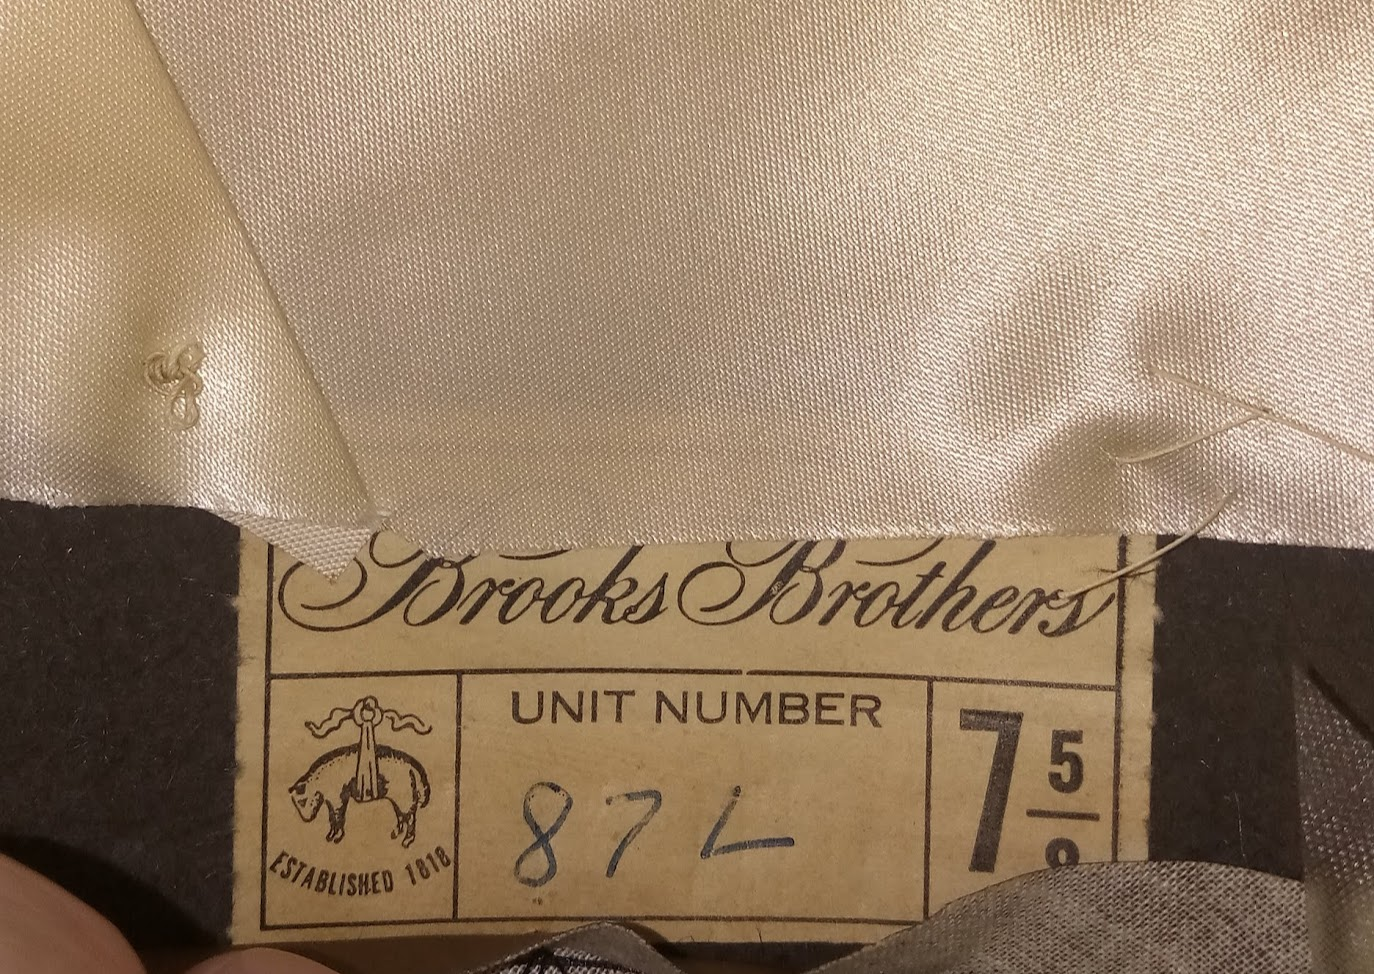 Brooks Brothers
UNIT NUMBER
87L
7 5/8
ESTABLISHED 1818